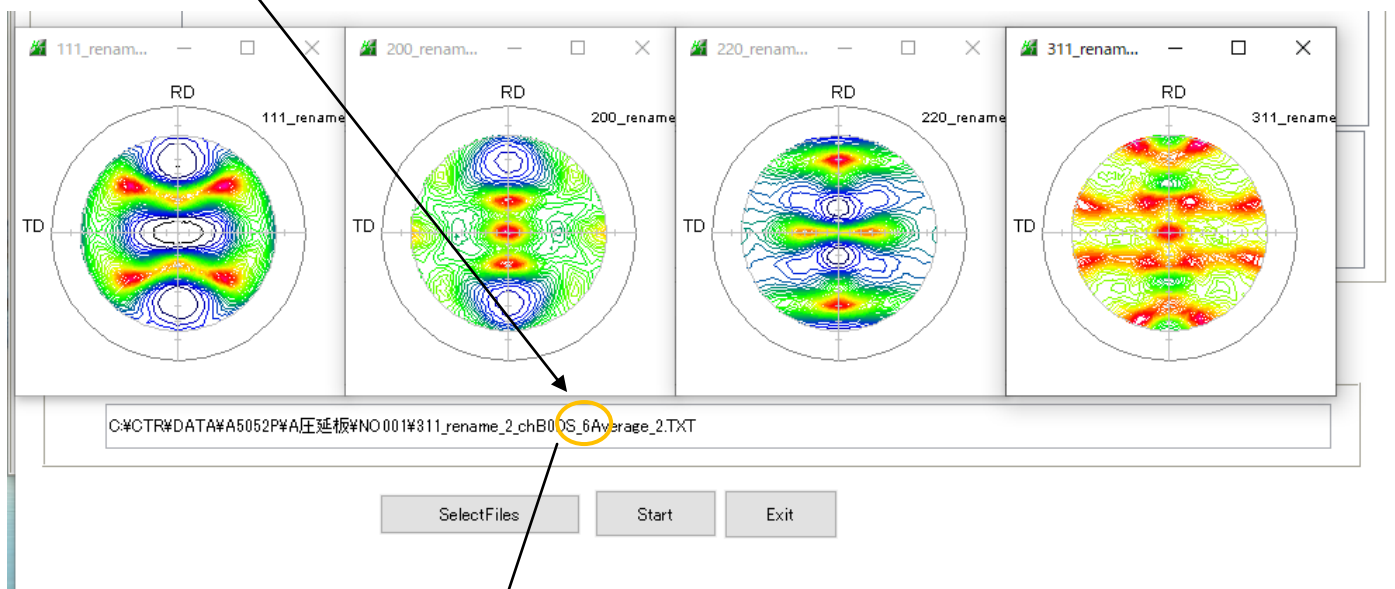 111_renam...
200_renam...
220_renam...
311_renam...
RD
111_rename
TD
RD
200_rename
TD
RD
220_rename
TD
RD
311_rename
TD
C:¥CTR¥DATA¥A5052P¥A圧延板¥NO001¥311_rename_2_chB00S_6Average_2.TXT
SelectFiles
Start
Exit